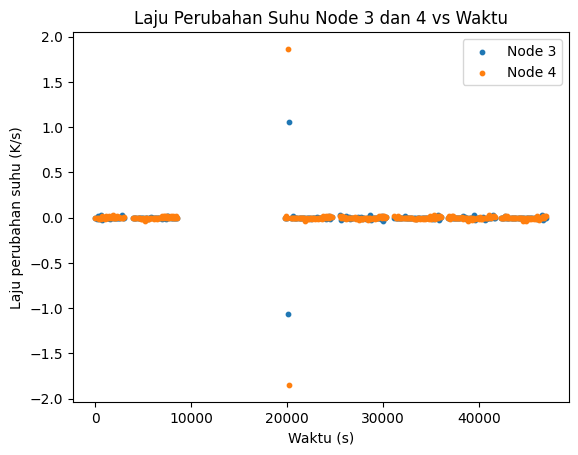 Laju Perubahan Suhu Node 3 dan 4 vs Waktu
Node 3
Node 4
2.0
1.5
1.0
0.5
0.0
−0.5
−1.0
−1.5
−2.0
Laju perubahan suhu (K/s)
0 10000 20000 30000 40000
Waktu (s)